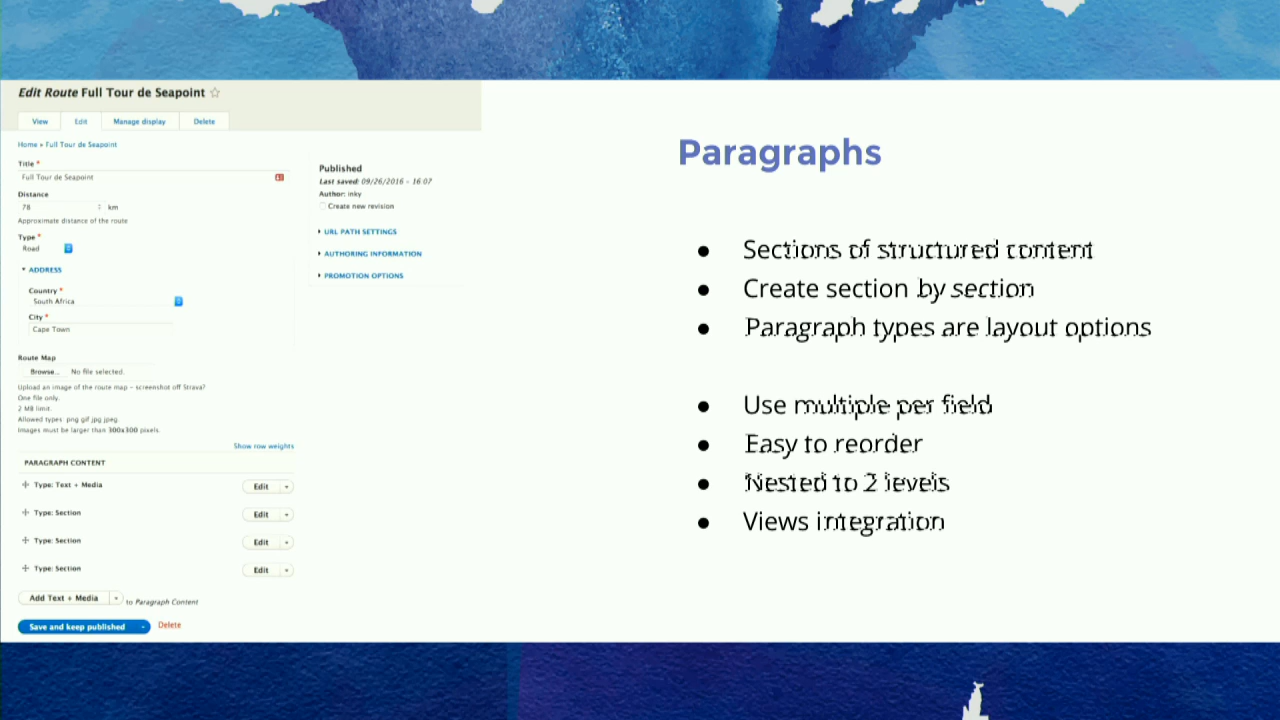 Edit Route Full Tour de Seapoint
View Edit Manage display Delete
Home » Full Tour de Seapoint
Title *
Full Tour de Seapoint
Distance
78 km
Approximate distance of the route
Type *
Road
ADDRESS
Country *
South Africa
City *
Cape Town
Route Map
Browse... No file selected.
Upload an image of the route map - screenshot off Strava?
One file only.
2 MB limit.
Allowed types: png gif jpg jpeg.
Images must be larger than 300x300 pixels.
Show row weights
PARAGRAPH CONTENT
Type: Text + Media Edit
Type: Section Edit
Type: Section Edit
Type: Section Edit
Add Text + Media to Paragraph Content
Save and keep published Delete
Published
Last saved: 09/26/2016 - 16:07
Author: inky
Create new revision
URL PATH SETTINGS
AUTHORING INFORMATION
PROMOTION OPTIONS
Paragraphs
● Sections of structured content
● Create section by section
● Paragraph types are layout options
● Use multiple per field
● Easy to reorder
● Nested to 2 levels
● Views integration